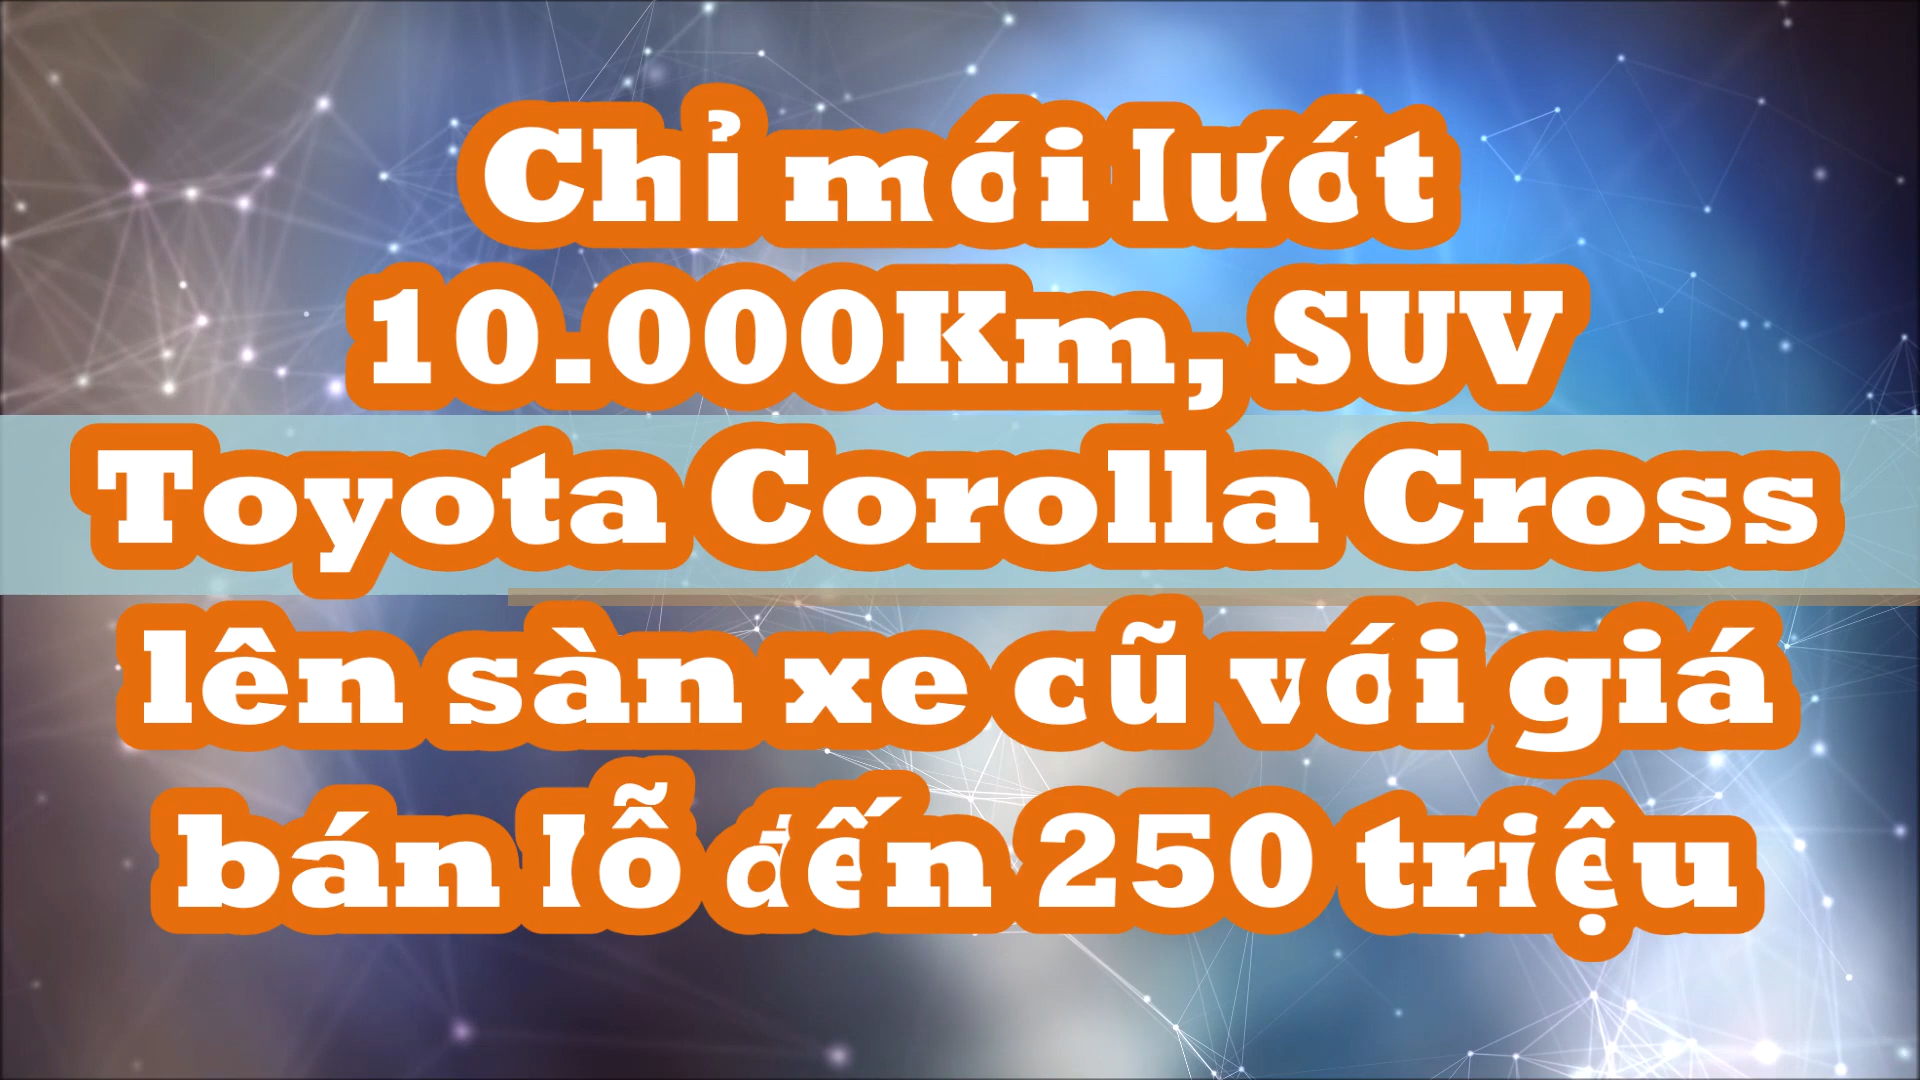 Chỉ mới lướt
10.000Km, SUV
Toyota Corolla Cross
lên sàn xe cũ với giá
bán lỗ đến 250 triệu